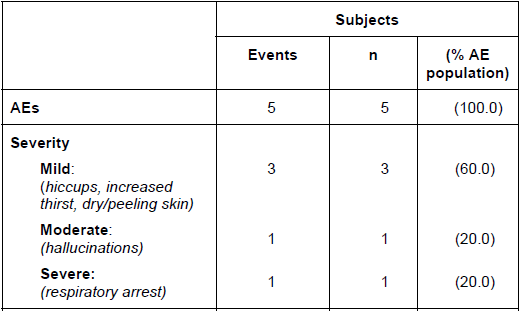 Subjects
Events n (% AE
population)
AEs 5 5 (100.0)
Severity
Mild: 3 3 (60.0)
(hiccups, increased
thirst, dry/peeling skin)
Moderate: 1 1 (20.0)
(hallucinations)
Severe: 1 1 (20.0)
(respiratory arrest)